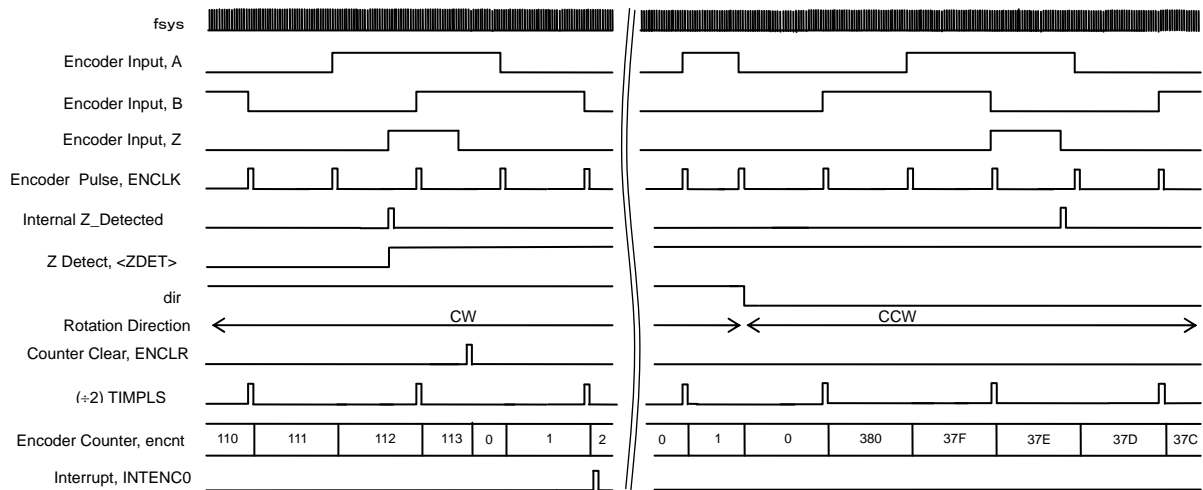 fsys
Encoder Input, A
Encoder Input, B
Encoder Input, Z
Encoder Pulse, ENCLK
Internal Z_Detected
Z Detect, <ZDET>
dir
Rotation Direction CW CCW
Counter Clear, ENCLR
(÷2) TIMPLS
Encoder Counter, encnt 110 111 112 113 0 1 2 0 1 0 380 37F 37E 37D 37C
Interrupt, INTENC0